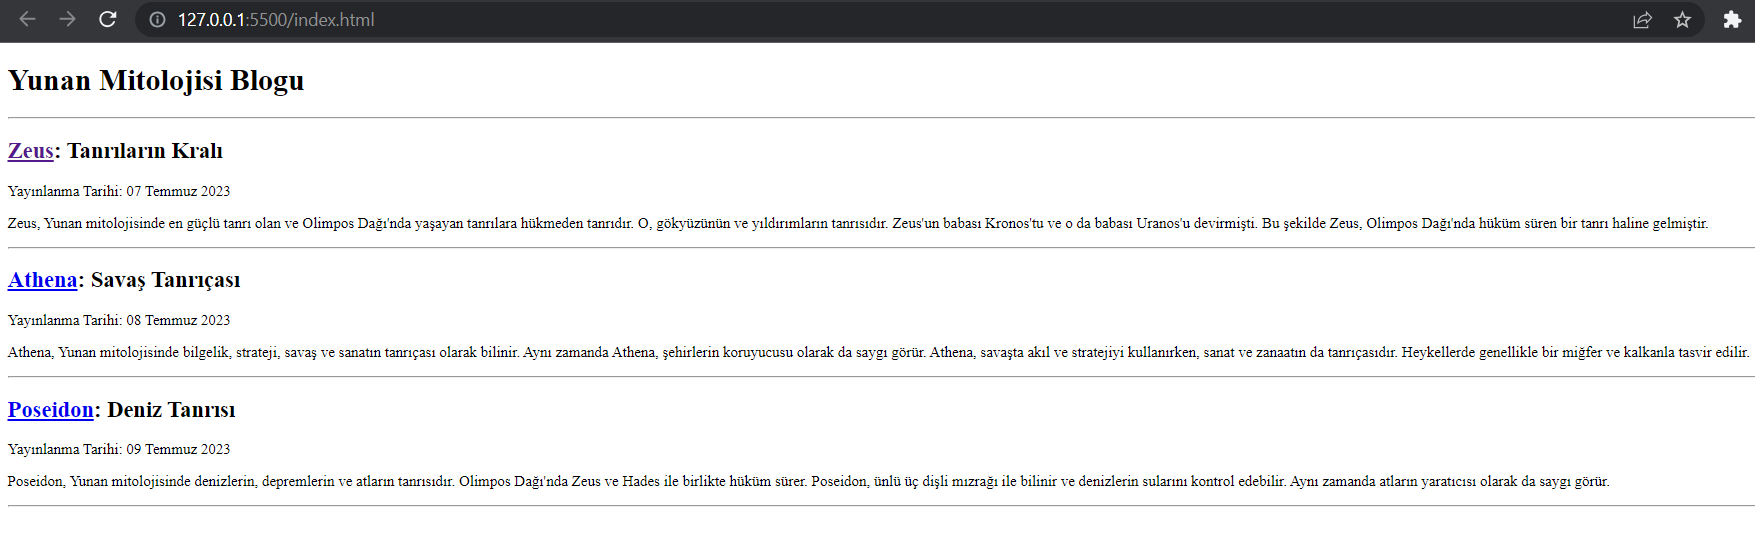 127.0.0.1:5500/index.html
Yunan Mitolojisi Blogu
Zeus: Tanrıların Kralı
Yayınlanma Tarihi: 07 Temmuz 2023
Zeus, Yunan mitolojisinde en güçlü tanrı olan ve Olimpos Dağı'nda yaşayan tanrılara hükmeden tanrıdır. O, gökyüzünün ve yıldırımların tanrısıdır. Zeus'un babası Kronos'tu ve o da babası Uranos'u devirmişti. Bu şekilde Zeus, Olimpos Dağı'nda hüküm süren bir tanrı haline gelmiştir.
Athena: Savaş Tanrıçası
Yayınlanma Tarihi: 08 Temmuz 2023
Athena, Yunan mitolojisinde bilgelik, strateji, savaş ve sanatın tanrıçası olarak bilinir. Aynı zamanda Athena, şehirlerin koruyucusu olarak da saygı görür. Athena, savaşta akıl ve stratejiyi kullanırken, sanat ve zanaatın da tanrıçasıdır. Heykellerde genellikle bir miğfer ve kalkanla tasvir edilir.
Poseidon: Deniz Tanrısı
Yayınlanma Tarihi: 09 Temmuz 2023
Poseidon, Yunan mitolojisinde denizlerin, depremlerin ve atların tanrısıdır. Olimpos Dağı'nda Zeus ve Hades ile birlikte hüküm sürer. Poseidon, ünlü üç dişli mızrağı ile bilinir ve denizlerin sularını kontrol edebilir. Aynı zamanda atların yaratıcısı olarak da saygı görür.